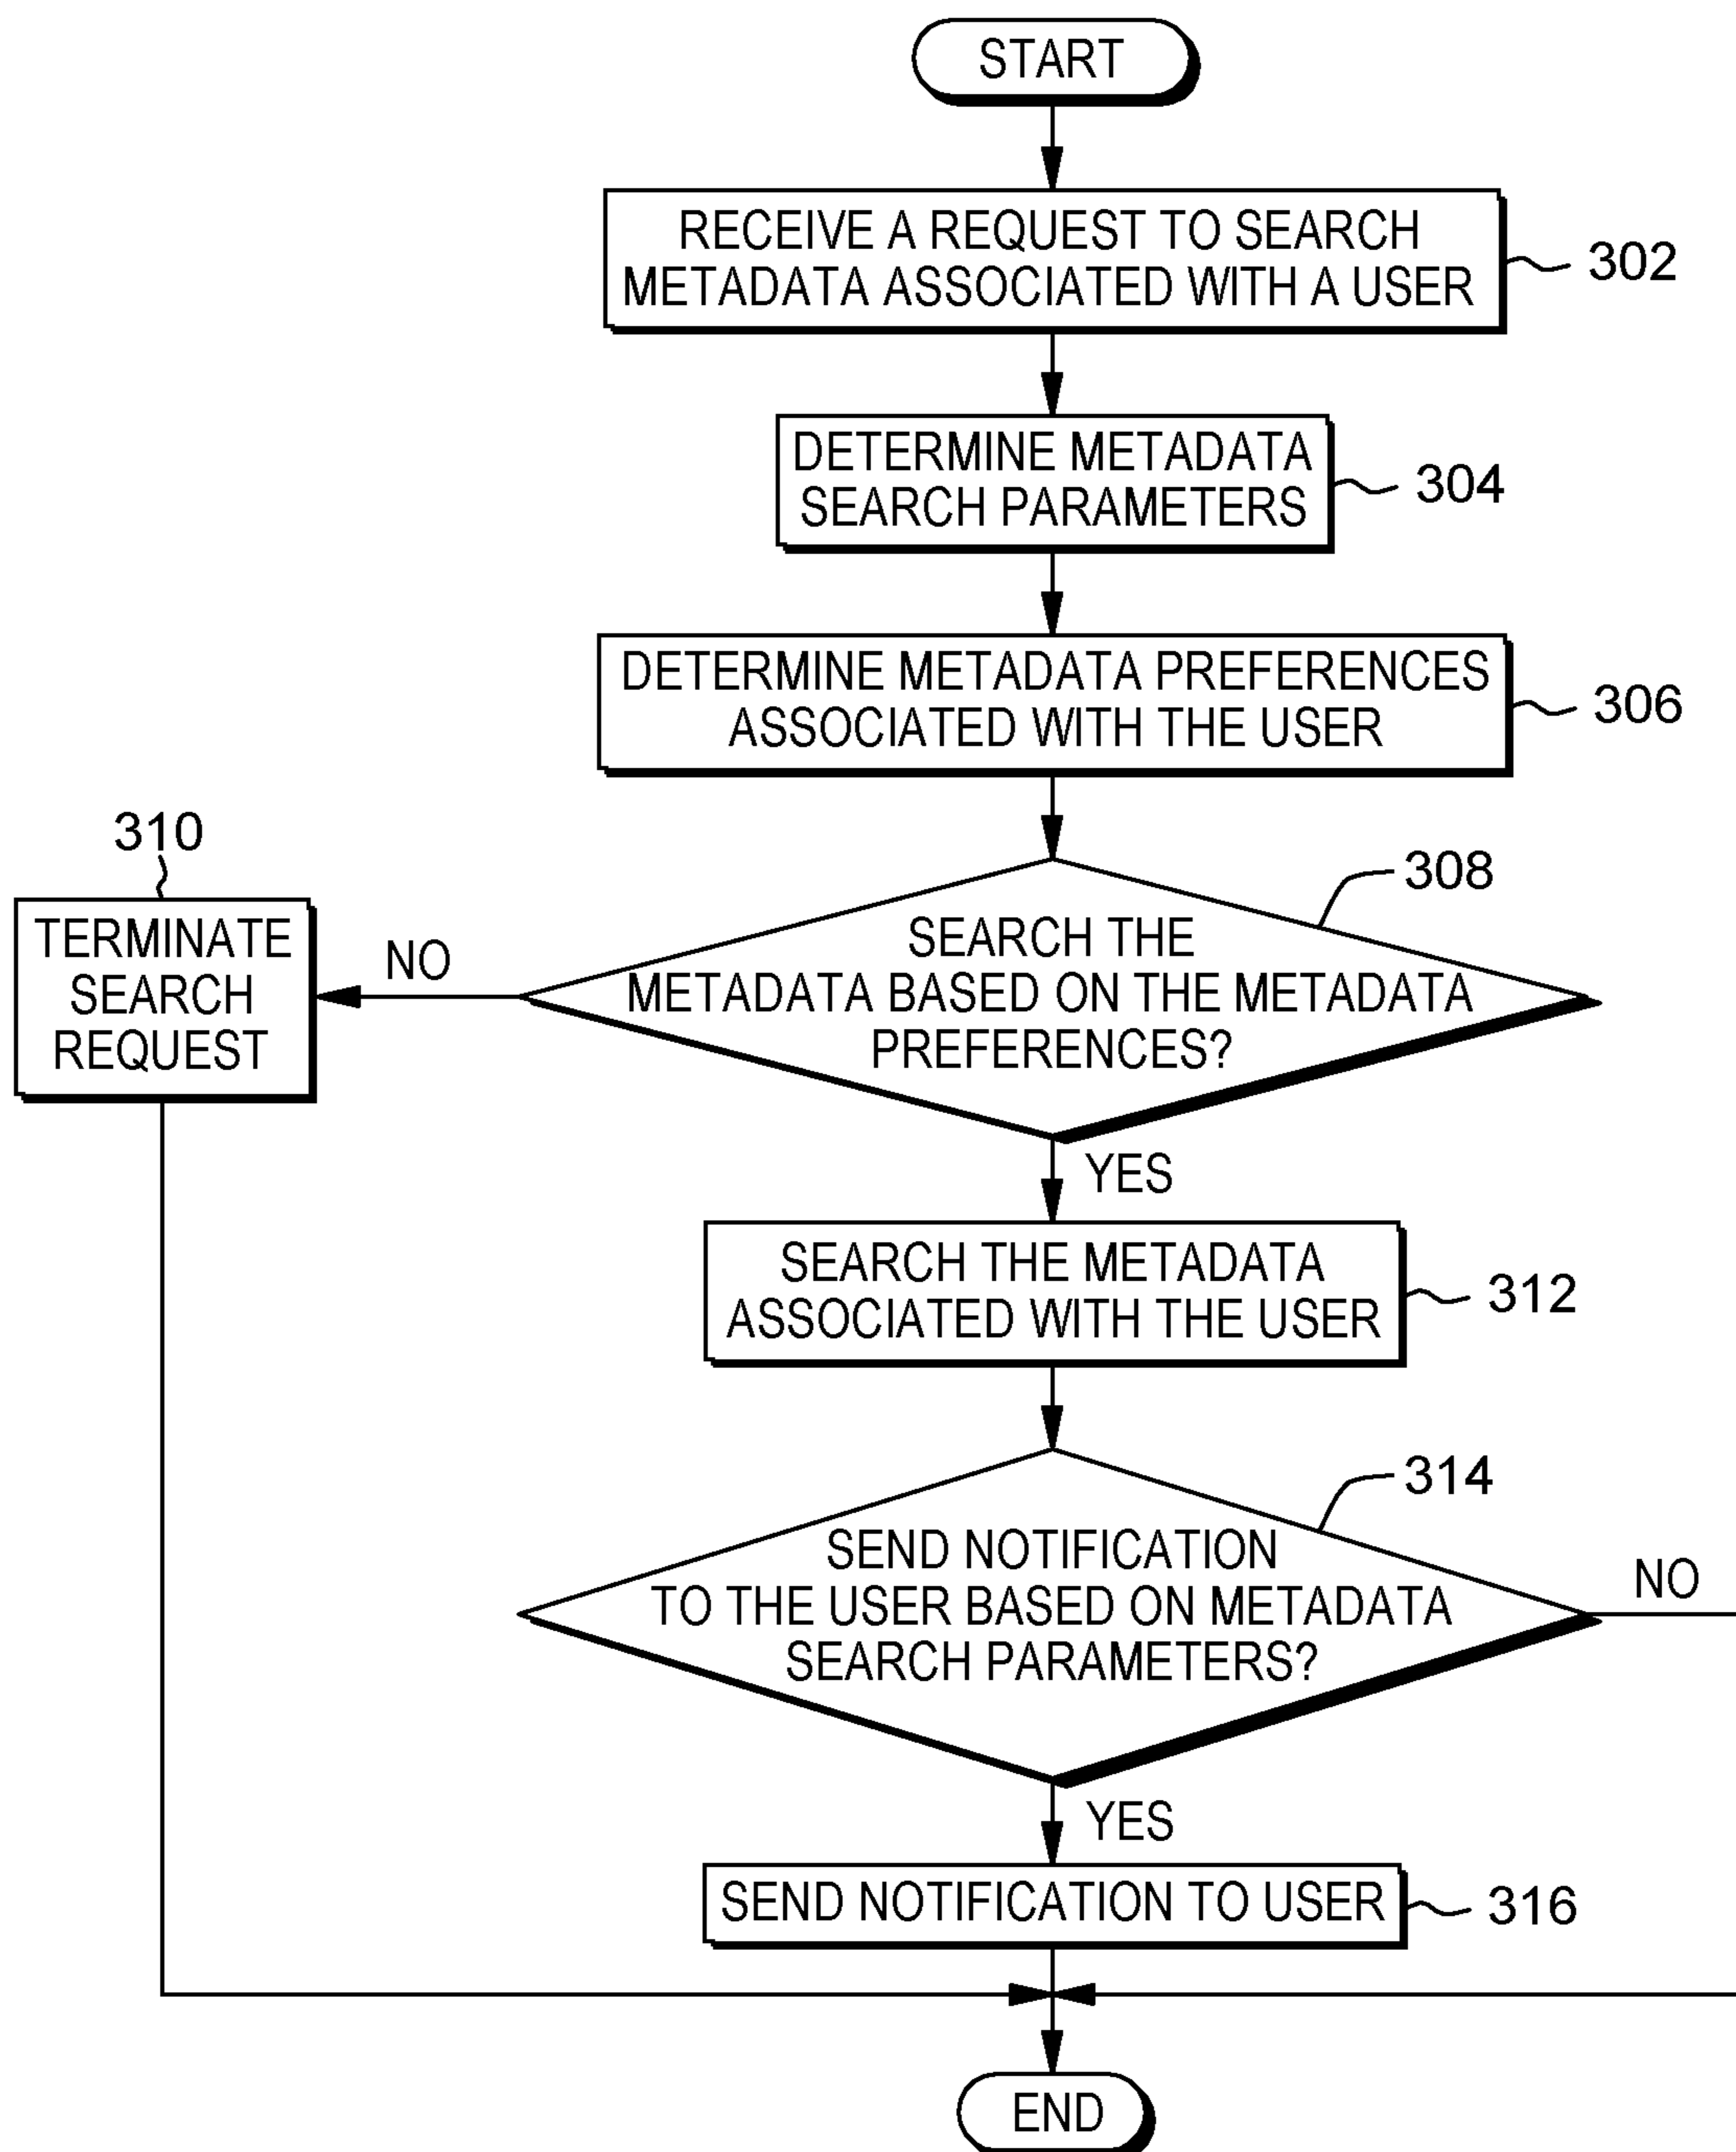 START
RECEIVE A REQUEST TO SEARCH
METADATA ASSOCIATED WITH A USER
302
DETERMINE METADATA
SEARCH PARAMETERS
304
DETERMINE METADATA PREFERENCES
ASSOCIATED WITH THE USER
306
310
TERMINATE
SEARCH
REQUEST
NO
308
SEARCH THE
METADATA BASED ON THE METADATA
PREFERENCES?
YES
SEARCH THE METADATA
ASSOCIATED WITH THE USER
312
314
SEND NOTIFICATION
TO THE USER BASED ON METADATA
SEARCH PARAMETERS?
NO
YES
SEND NOTIFICATION TO USER
316
END